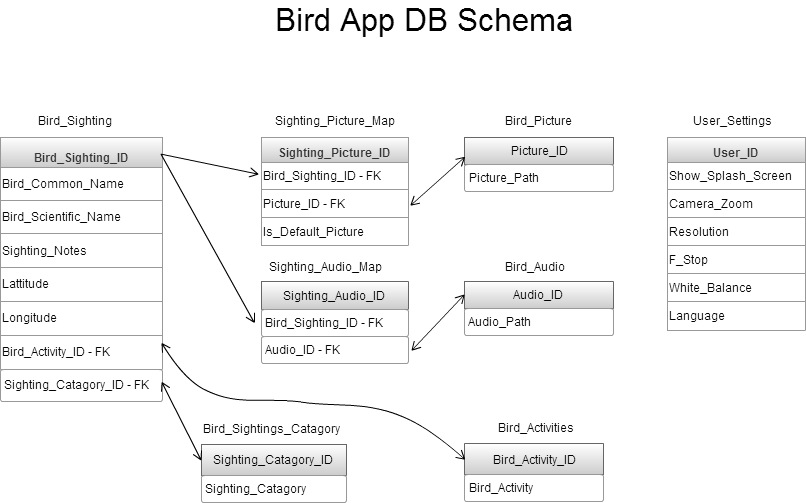 Bird App DB Schema
Bird_Sighting
Bird_Sighting_ID
Bird_Common_Name
Bird_Scientific_Name
Sighting_Notes
Lattitude
Longitude
Bird_Activity_ID - FK
Sighting_Catagory_ID - FK
Sighting_Picture_Map
Sighting_Picture_ID
Bird_Sighting_ID - FK
Picture_ID - FK
Is_Default_Picture
Bird_Picture
Picture_ID
Picture_Path
User_Settings
User_ID
Show_Splash_Screen
Camera_Zoom
Resolution
F_Stop
White_Balance
Language
Sighting_Audio_Map
Sighting_Audio_ID
Bird_Sighting_ID - FK
Audio_ID - FK
Bird_Audio
Audio_ID
Audio_Path
Bird_Sightings_Catagory
Sighting_Catagory_ID
Sighting_Catagory
Bird_Activities
Bird_Activity_ID
Bird_Activity